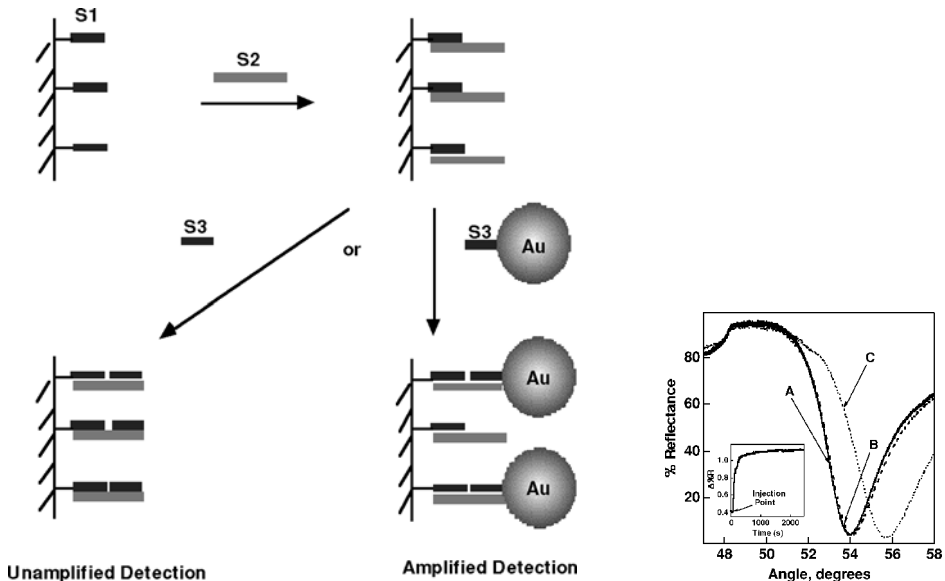 S1
S2
S3
or
S3
Au
Au
Au
Unamplified Detection
Amplified Detection
% Reflectance
80
60
40
20
A
B
C
Δ%R
1.0
0.8
0.6
0.4
Injection
Point
0
1000
2000
Time (s)
48
50
52
54
56
58
Angle, degrees